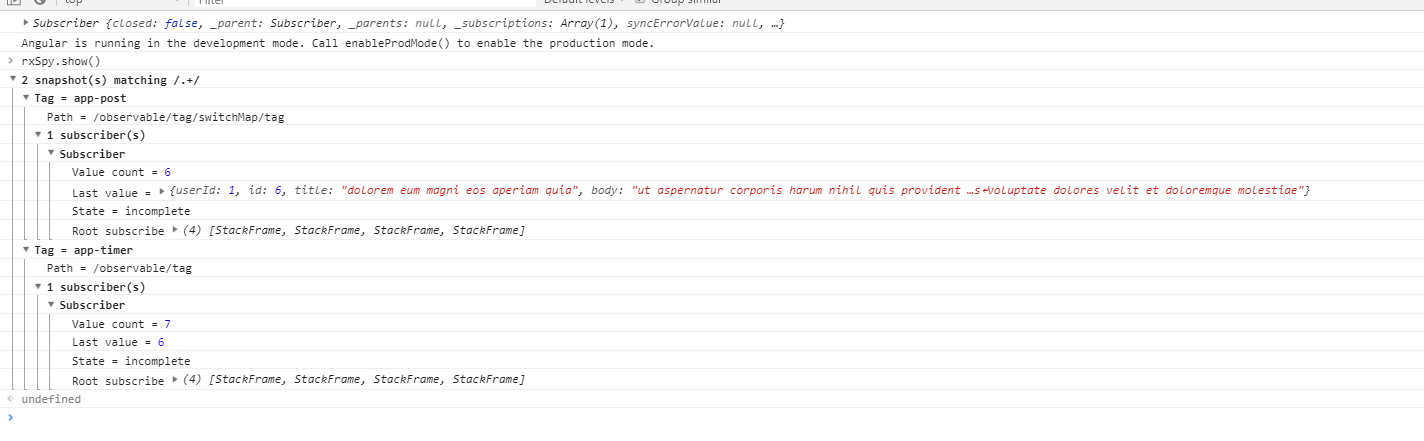 top
Filter
Default levels
Group similar
Subscriber {closed: false, _parent: Subscriber, _parents: null, _subscriptions: Array(1), syncErrorValue: null, …}
Angular is running in the development mode. Call enableProdMode() to enable the production mode.
rxSpy.show()
2 snapshot(s) matching /.+/
Tag = app-post
Path = /observable/tag/switchMap/tag
1 subscriber(s)
Subscriber
Value count = 6
Last value = {userId: 1, id: 6, title: "dolorem eum magni eos aperiam quia", body: "ut aspernatur corporis harum nihil quis provident …s↵voluptate dolores velit et doloremque molestiae"}
State = incomplete
Root subscribe (4) [StackFrame, StackFrame, StackFrame, StackFrame]
Tag = app-timer
Path = /observable/tag
1 subscriber(s)
Subscriber
Value count = 7
Last value = 6
State = incomplete
Root subscribe (4) [StackFrame, StackFrame, StackFrame, StackFrame]
undefined